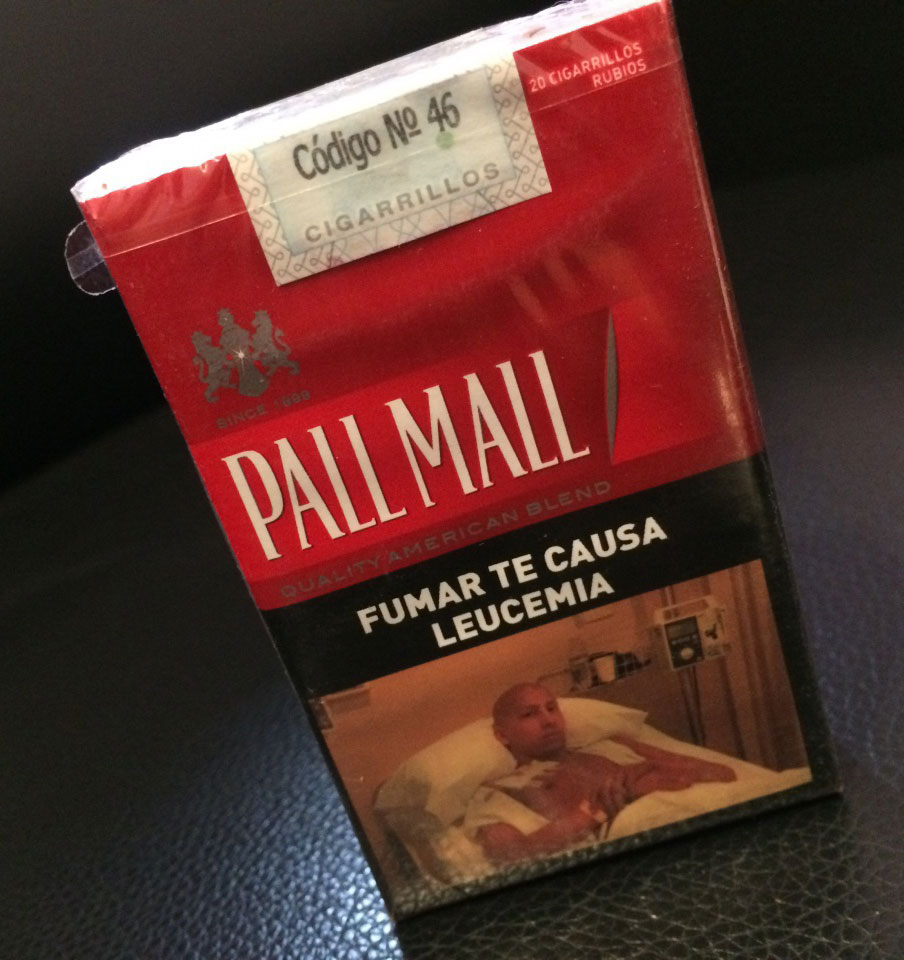 20 CIGARRILLOS
RUBIOS
Código Nº 46
CIGARRILLOS
SINCE 1899
PALL MALL
QUALITY AMERICAN BLEND
FUMAR TE CAUSA
LEUCEMIA